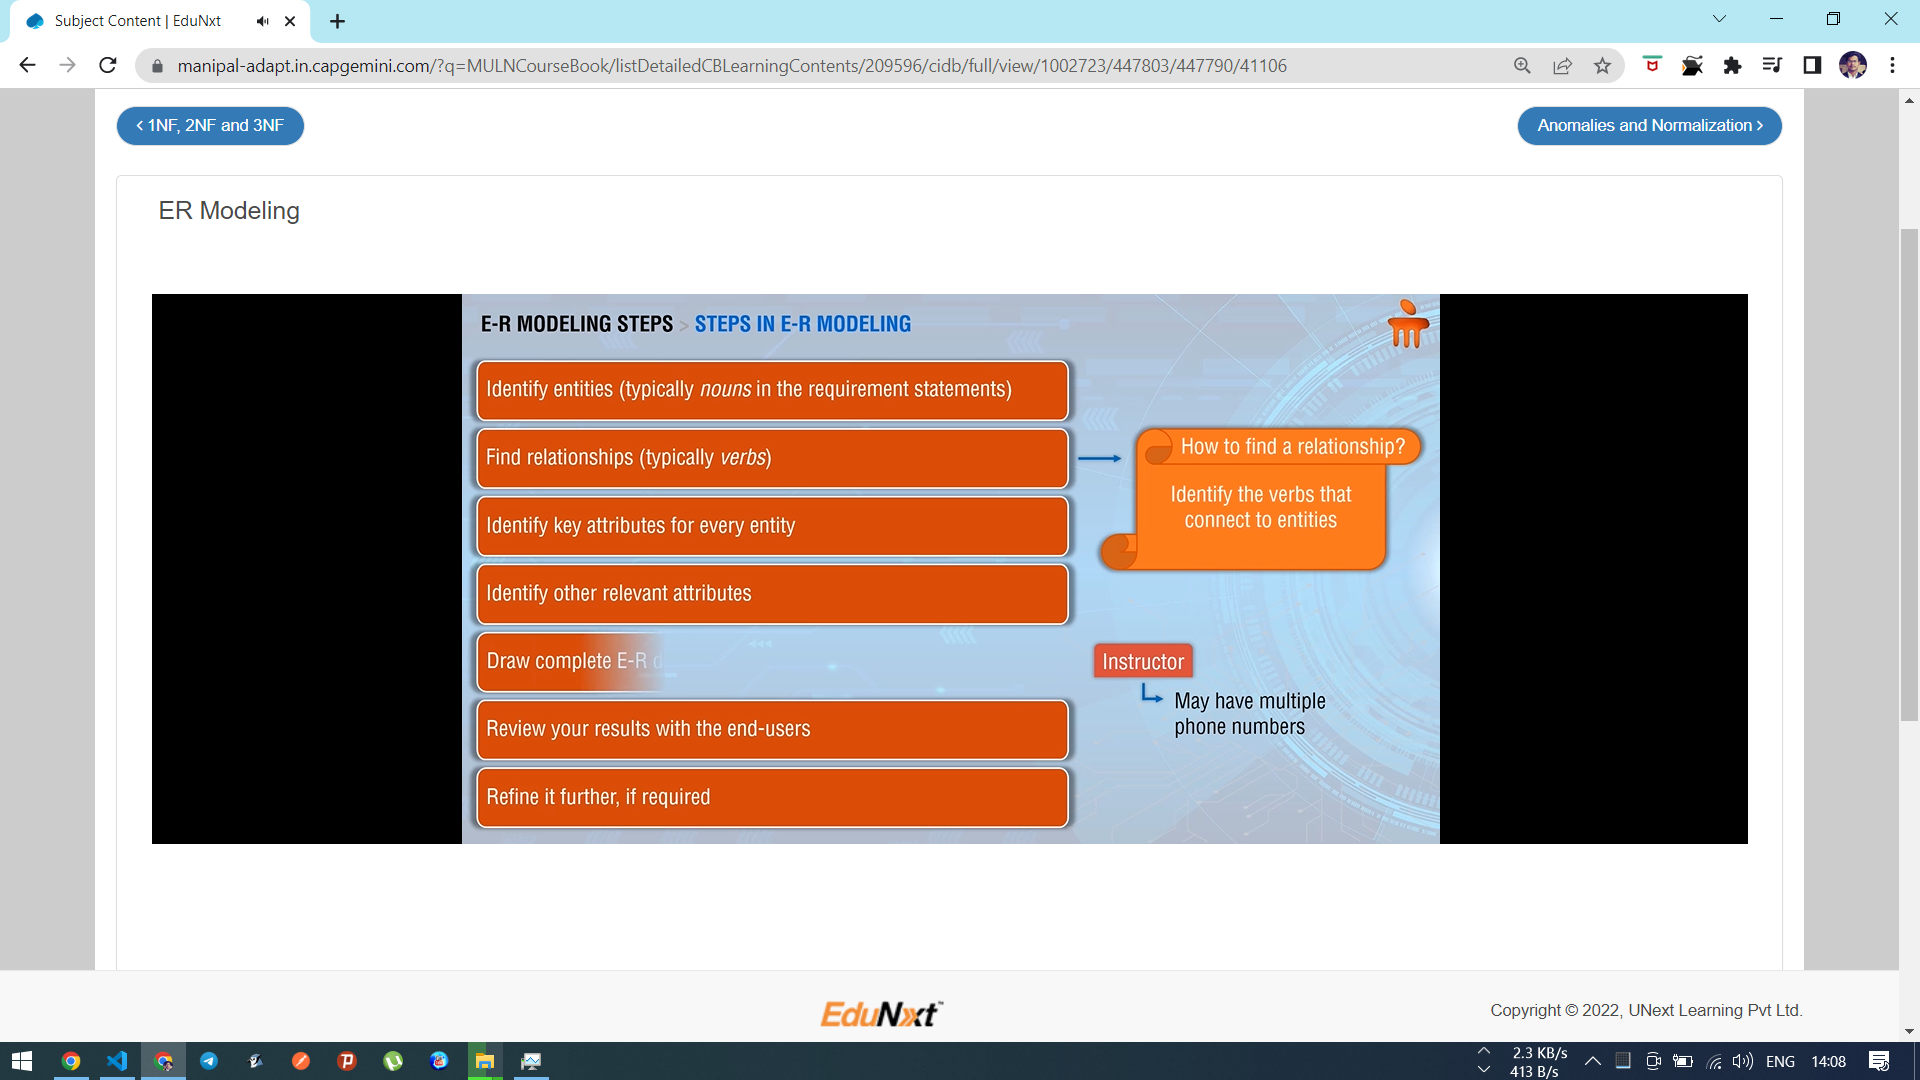 Subject Content | EduNxt
manipal-adapt.in.capgemini.com/?q=MULNCourseBook/listDetailedCBLearningContents/209596/cidb/full/view/1002723/447803/447790/41106
< 1NF, 2NF and 3NF
Anomalies and Normalization >
ER Modeling
E-R MODELING STEPS > STEPS IN E-R MODELING
Identify entities (typically nouns in the requirement statements)
Find relationships (typically verbs)
How to find a relationship?
Identify the verbs that
connect to entities
Identify key attributes for every entity
Identify other relevant attributes
Draw complete E-R d
Instructor
May have multiple
phone numbers
Review your results with the end-users
Refine it further, if required
EduNxt™
Copyright © 2022, UNext Learning Pvt Ltd.
2.3 KB/s
413 B/s
ENG
14:08